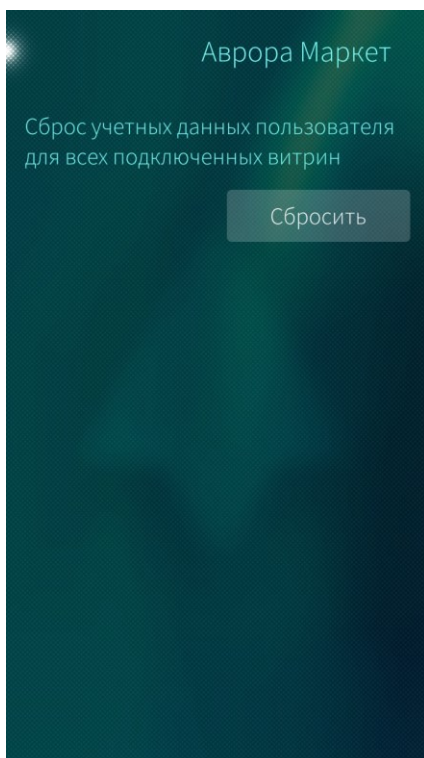 Аврора Маркет
Сброс учетных данных пользователя
для всех подключенных витрин
Сбросить